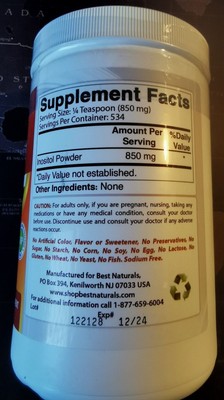 Supplement Facts
Serving Size: ¼ Teaspoon (850 mg)
Servings Per Container: 534
Amount Per %Daily
Serving Value
Inositol Powder 850 mg *
*Daily Value not established.
Other Ingredients: None
CAUTION: For adults only, if you are pregnant, nursing, taking any
medications or have any medical condition, consult your doctor
before use. Discontinue use and consult your doctor if any adverse
reactions occur.
No Artificial Color, Flavor or Sweetener, No Preservatives, No
Sugar, No Starch, No Corn, No Soy, No Egg, No Lactose, No
Gluten, No Wheat, No Yeast, No Fish. Sodium Free.
Manufactured for Best Naturals,
PO Box 394, Kenilworth NJ 07033 USA
www.shopbestnaturals.com
For additional information call 1-877-659-6004
Lot# Exp#
122128 12/24